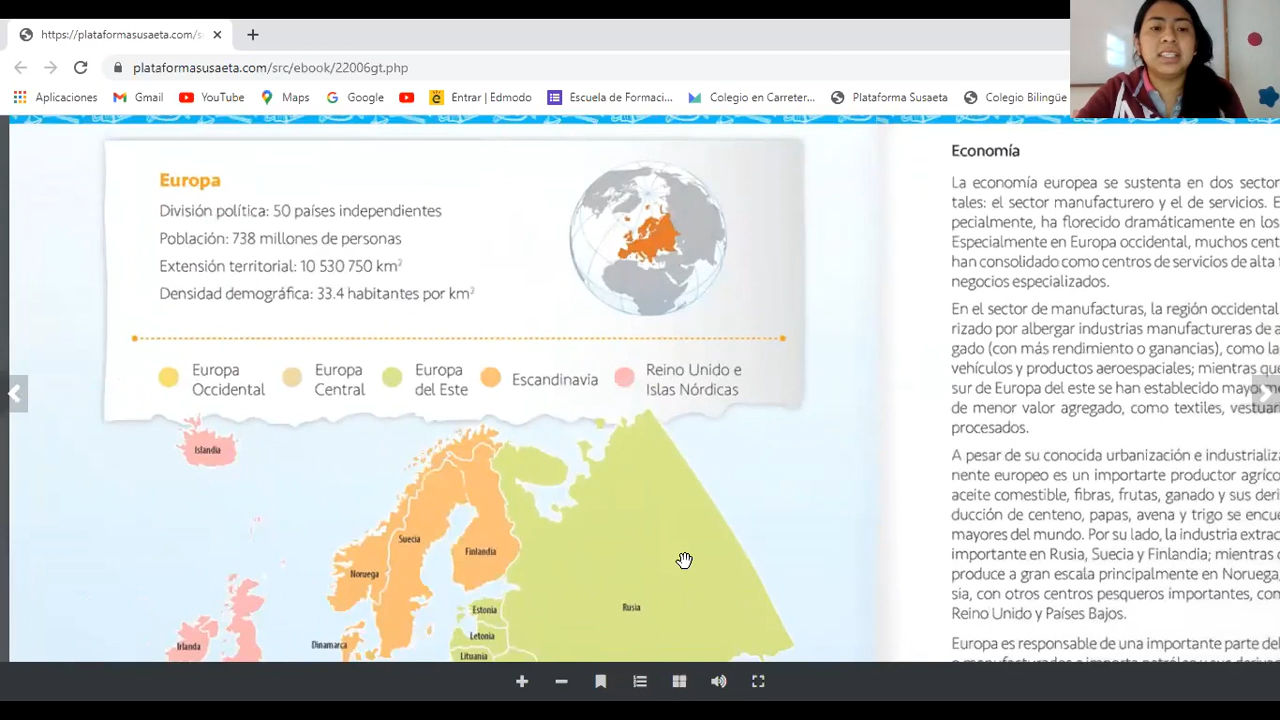 https://plataformasusaeta.com/s
plataformasusaeta.com/src/ebook/22006gt.php
Aplicaciones
Gmail
YouTube
Maps
Google
Entrar | Edmodo
Escuela de Formaci...
Colegio en Carreter...
Plataforma Susaeta
Colegio Bilingüe
Europa
División política: 50 países independientes
Población: 738 millones de personas
Extensión territorial: 10 530 750 km²
Densidad demográfica: 33.4 habitantes por km²
Europa
Occidental
Europa
Central
Europa
del Este
Escandinavia
Reino Unido e
Islas Nórdicas
Islandia
Suecia
Finlandia
Noruega
Rusia
Estonia
Letonia
Irlanda
Dinamarca
Lituania
Economía
La economía europea se sustenta en dos sector
tales: el sector manufacturero y el de servicios. E
pecialmente, ha florecido dramáticamente en los
Especialmente en Europa occidental, muchos cent
han consolidado como centros de servicios de alta
negocios especializados.
En el sector de manufacturas, la región occidental
rizado por albergar industrias manufactureras de a
gado (con más rendimiento o ganancias), como la
vehículos y productos aeroespaciales; mientras que
sur de Europa del este se han establecido mayorme
de menor valor agregado, como textiles, vestuar
procesados.
A pesar de su conocida urbanización e industrializa
nente europeo es un importarte productor agríco
aceite comestible, fibras, frutas, ganado y sus deri
ducción de centeno, papas, avena y trigo se encue
mayores del mundo. Por su lado, la industria extrac
importante en Rusia, Suecia y Finlandia; mientras
produce a gran escala principalmente en Noruega,
sia, con otros centros pesqueros importantes, com
Reino Unido y Países Bajos.
Europa es responsable de una importante parte del